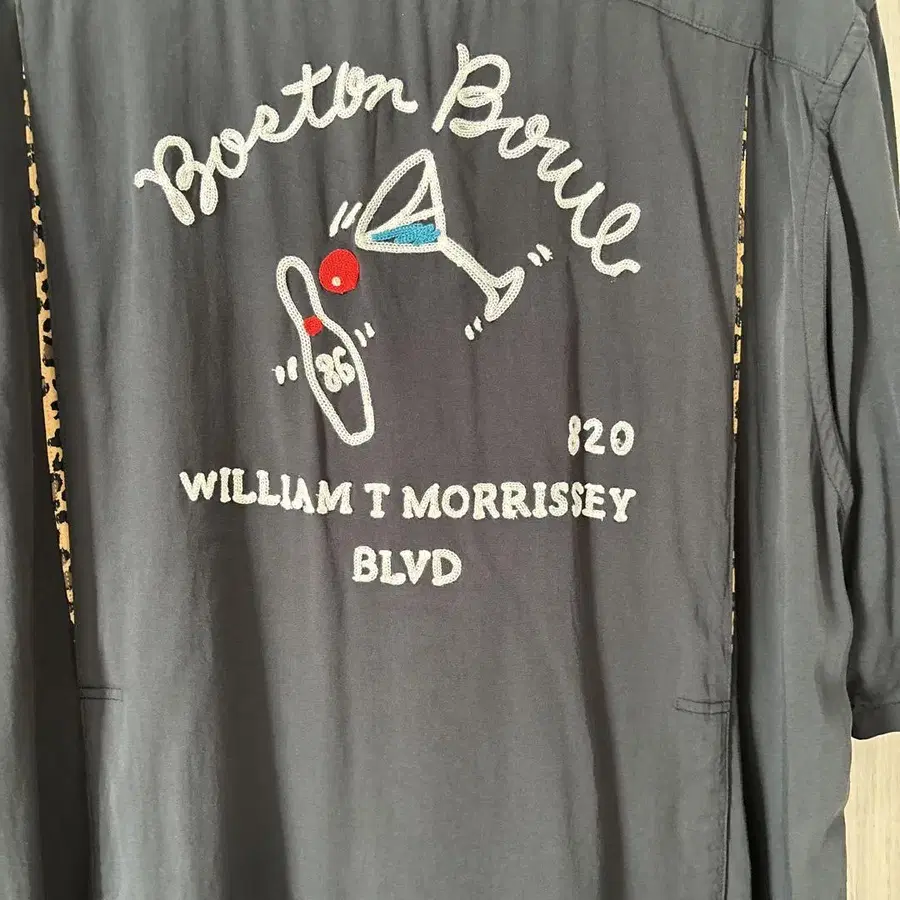 Boston Bowl
86
820
WILLIAM T MORRISSEY
BLVD